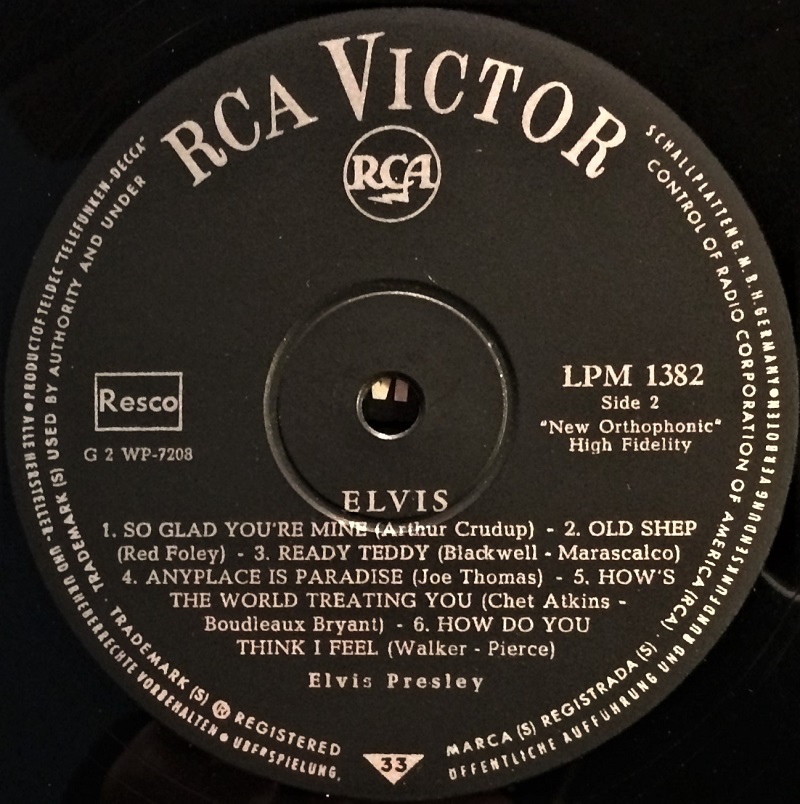 RCA VICTOR
RCA
Resco
G 2 WP-7208
LPM 1382
Side 2
"New Orthophonic"
High Fidelity
ELVIS
1. SO GLAD YOU'RE MINE (Arthur Crudup) - 2. OLD SHEP
(Red Foley) - 3. READY TEDDY (Blackwell - Marascalco)
4. ANYPLACE IS PARADISE (Joe Thomas) - 5. HOW'S
THE WORLD TREATING YOU (Chet Atkins -
Boudleaux Bryant) - 6. HOW DO YOU
THINK I FEEL (Walker - Pierce)
Elvis Presley
33
TRADEMARK (S) ® REGISTERED · TRADEMARK (S) USED BY AUTHORITY AND UNDER
CONTROL OF RADIO CORPORATION OF AMERICA (RCA) · MARCA (S) REGISTRADA (S)
ALLE HERSTELLER- UND URHEBERRECHTE VORBEHALTEN ● PRODUCT OF TELDEC "TELEFUNKEN-DECCA"
SCHALLPLATTEN G.M.B.H. GERMANY ●
UND RUNDFUNKSENDUNG
ÖFFENTLICHE AUFFÜHRUNG